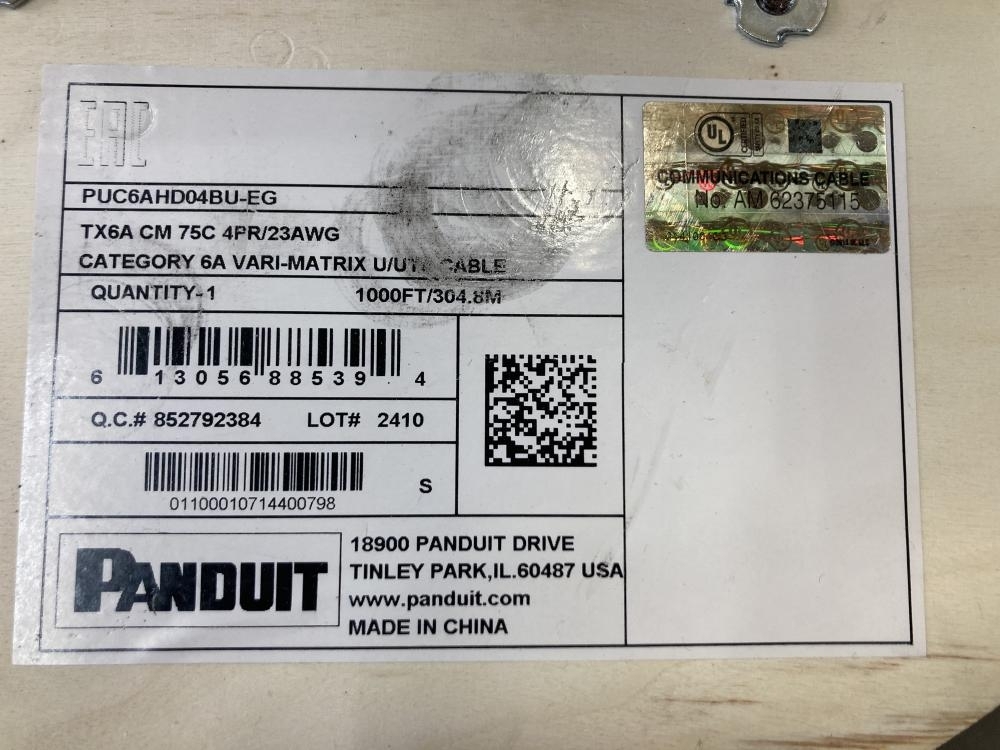 EAC
PUC6AHD04BU-EG
TX6A CM 75C 4PR/23AWG
CATEGORY 6A VARI-MATRIX U/UTP CABLE
QUANTITY-1 1000FT/304.8M
6 13056 88539 4
Q.C.# 852792384 LOT# 2410
01100010714400798 S
PANDUIT
18900 PANDUIT DRIVE
TINLEY PARK,IL.60487 USA
www.panduit.com
MADE IN CHINA
UL
COMMUNICATIONS CABLE
No. AM 62375115